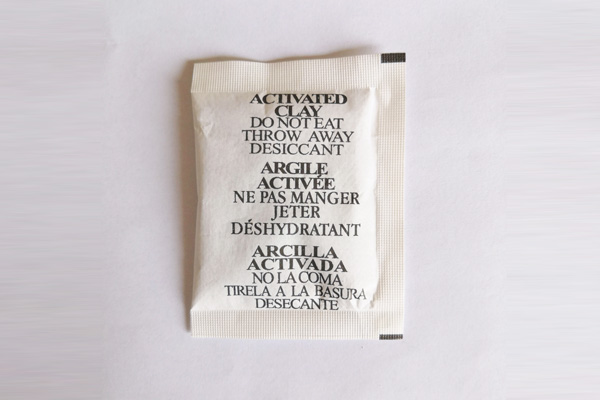 ACTIVATED
CLAY
DO NOT EAT
THROW AWAY
DESICCANT
ARGILE
ACTIVÉE
NE PAS MANGER
JETER
DÉSHYDRATANT
ARCILLA
ACTIVADA
NO LA COMA
TIRELA A LA BASURA
DESECANTE